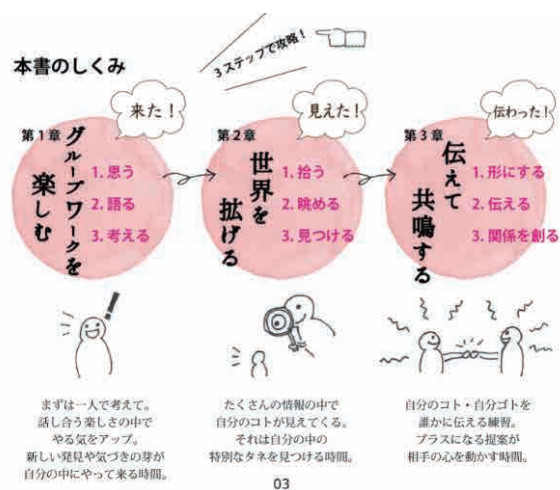 本書のしくみ
3ステップで攻略!
来た!
第1章
グループワークを
楽しむ
1. 思う
2. 語る
3. 考える
見えた!
第2章
世界を
拡げる
1. 拾う
2. 眺める
3. 見つける
伝わった!
第3章
伝えて
共鳴する
1. 形にする
2. 伝える
3. 関係を創る
まずは一人で考えて。
話し合う楽しさの中で
やる気をアップ。
新しい発見や気づきの芽が
自分の中にやって来る時間。
たくさんの情報の中で
自分のコトが見えてくる。
それは自分の中の
特別なタネを見つける時間。
自分のコト・自分ゴトを
誰かに伝える練習。
プラスになる提案が
相手の心を動かす時間。
03